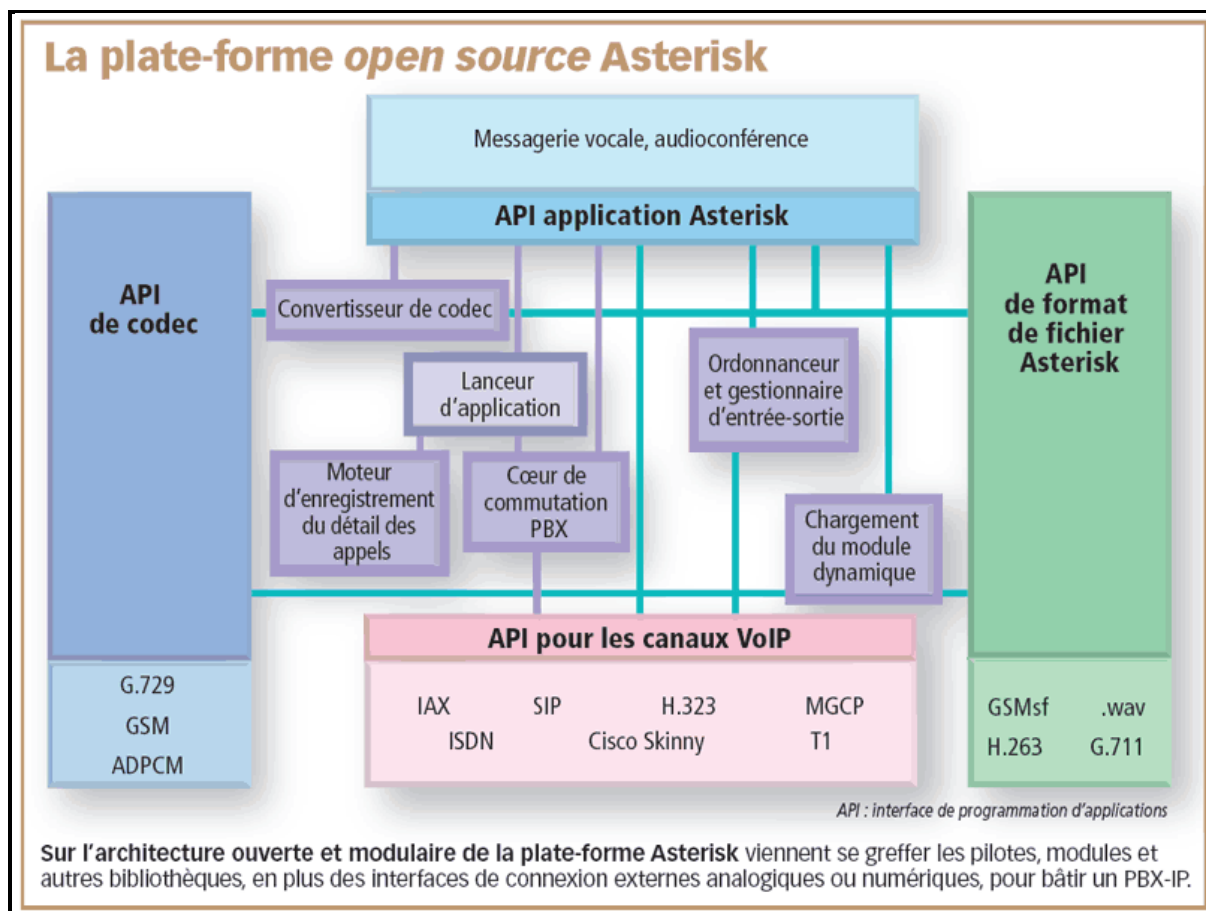 La plate-forme open source Asterisk
Messagerie vocale, audioconférence
API application Asterisk
API
de codec
Convertisseur de codec
Lanceur
d'application
Moteur
d'enregistrement
du détail des
appels
Cœur de
commutation
PBX
Ordonnanceur
et gestionnaire
d'entrée-sortie
Chargement
du module
dynamique
API
de format
de fichier
Asterisk
API pour les canaux VoIP
G.729
GSM
ADPCM
IAX SIP H.323 MGCP
ISDN Cisco Skinny T1
GSMsf .wav
H.263 G.711
API : interface de programmation d'applications
Sur l'architecture ouverte et modulaire de la plate-forme Asterisk viennent se greffer les pilotes, modules et
autres bibliothèques, en plus des interfaces de connexion externes analogiques ou numériques, pour bâtir un PBX-IP.